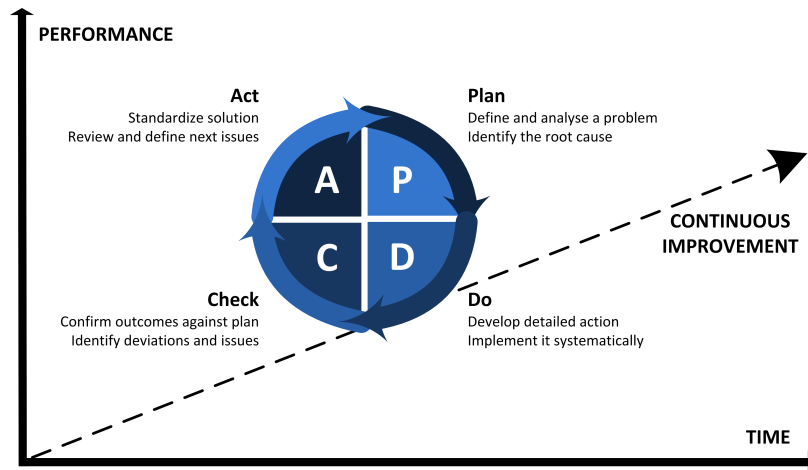 PERFORMANCE
Act
Standardize solution
Review and define next issues
Plan
Define and analyse a problem
Identify the root cause
A
P
C
D
CONTINUOUS
IMPROVEMENT
Check
Confirm outcomes against plan
Identify deviations and issues
Do
Develop detailed action
Implement it systematically
TIME